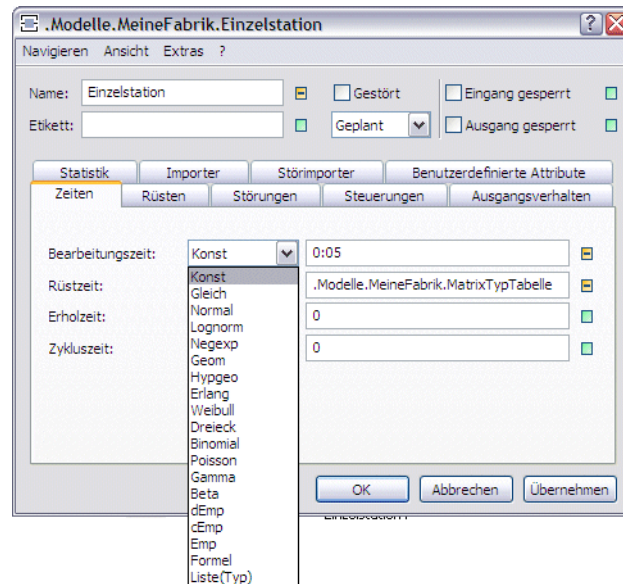 .Modelle.MeineFabrik.Einzelstation
Navigieren Ansicht Extras ?
Name: Einzelstation Gestört Eingang gesperrt
Etikett: Geplant Ausgang gesperrt
Statistik Importer Störimporter Benutzerdefinierte Attribute
Zeiten Rüsten Störungen Steuerungen Ausgangsverhalten
Bearbeitungszeit: Konst 0:05
Rüstzeit: .Modelle.MeineFabrik.MatrixTypTabelle
Erholzeit: 0
Zykluszeit: 0
Konst
Gleich
Normal
Lognorm
Negexp
Geom
Hypgeo
Erlang
Weibull
Dreieck
Binomial
Poisson
Gamma
Beta
dEmp
cEmp
Emp
Formel
Liste(Typ)
OK Abbrechen Übernehmen